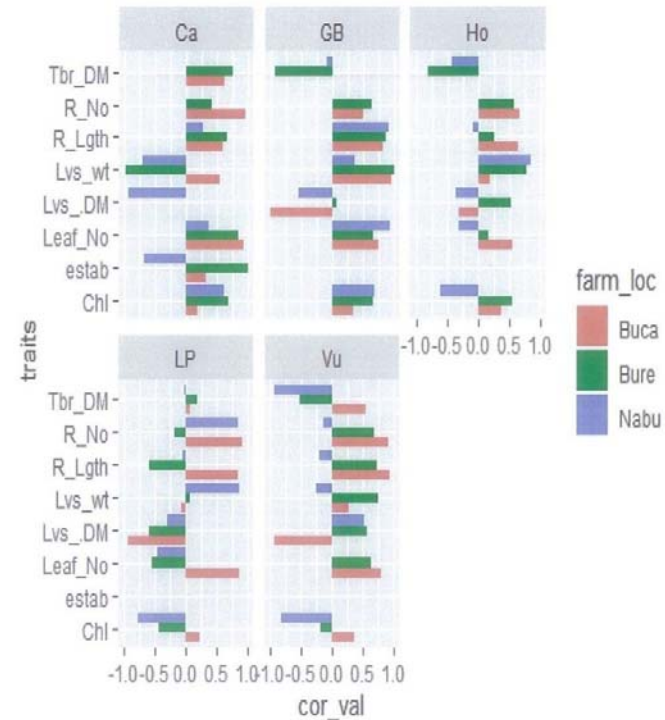 Ca GB Ho
Tbr_DM
R_No
R_Lgth
Lvs_wt
Lvs_.DM
Leaf_No
estab
Chl
traits
-1.0-0.5 0.0 0.5 1.0
farm_loc
Buca
Bure
Nabu
LP Vu
Tbr_DM
R_No
R_Lgth
Lvs_wt
Lvs_.DM
Leaf_No
estab
Chl
-1.0-0.5 0.0 0.5 1.0-1.0-0.5 0.0 0.5 1.0
cor_val